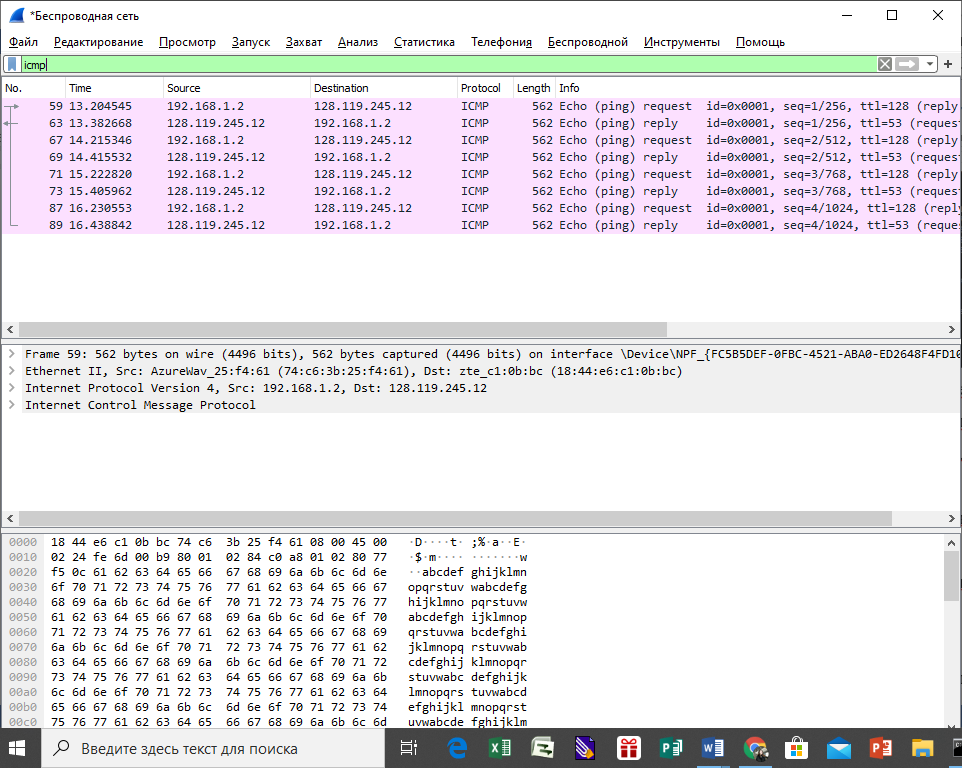 *Беспроводная сеть
Файл Редактирование Просмотр Запуск Захват Анализ Статистика Телефония Беспроводной Инструменты Помощь
icmp
No. Time Source Destination Protocol Length Info
59 13.204545 192.168.1.2 128.119.245.12 ICMP 562 Echo (ping) request id=0x0001, seq=1/256, ttl=128 (reply
63 13.382668 128.119.245.12 192.168.1.2 ICMP 562 Echo (ping) reply id=0x0001, seq=1/256, ttl=53 (reques
67 14.215346 192.168.1.2 128.119.245.12 ICMP 562 Echo (ping) request id=0x0001, seq=2/512, ttl=128 (reply
69 14.415532 128.119.245.12 192.168.1.2 ICMP 562 Echo (ping) reply id=0x0001, seq=2/512, ttl=53 (reques
71 15.222820 192.168.1.2 128.119.245.12 ICMP 562 Echo (ping) request id=0x0001, seq=3/768, ttl=128 (reply
73 15.405962 128.119.245.12 192.168.1.2 ICMP 562 Echo (ping) reply id=0x0001, seq=3/768, ttl=53 (reques
87 16.230553 192.168.1.2 128.119.245.12 ICMP 562 Echo (ping) request id=0x0001, seq=4/1024, ttl=128 (repl
89 16.438842 128.119.245.12 192.168.1.2 ICMP 562 Echo (ping) reply id=0x0001, seq=4/1024, ttl=53 (reque
Frame 59: 562 bytes on wire (4496 bits), 562 bytes captured (4496 bits) on interface \Device\NPF_{FC5B5DEF-0FBC-4521-ABA0-ED2648F4FD10
Ethernet II, Src: AzureWav_25:f4:61 (74:c6:3b:25:f4:61), Dst: zte_c1:0b:bc (18:44:e6:c1:0b:bc)
Internet Protocol Version 4, Src: 192.168.1.2, Dst: 128.119.245.12
Internet Control Message Protocol
0000 18 44 e6 c1 0b bc 74 c6 3b 25 f4 61 08 00 45 00 ·D····t· ;%·a··E·
0010 02 24 fe 6d 00 b9 80 01 02 84 c0 a8 01 02 80 77 ·$·m···· ·······w
0020 f5 0c 61 62 63 64 65 66 67 68 69 6a 6b 6c 6d 6e ··abcdef ghijklmn
0030 6f 70 71 72 73 74 75 76 77 61 62 63 64 65 66 67 opqrstuv wabcdefg
0040 68 69 6a 6b 6c 6d 6e 6f 70 71 72 73 74 75 76 77 hijklmno pqrstuvw
0050 61 62 63 64 65 66 67 68 69 6a 6b 6c 6d 6e 6f 70 abcdefgh ijklmnop
0060 71 72 73 74 75 76 77 61 62 63 64 65 66 67 68 69 qrstuvwa bcdefghi
0070 6a 6b 6c 6d 6e 6f 70 71 72 73 74 75 76 77 61 62 jklmnopq rstuvwab
0080 63 64 65 66 67 68 69 6a 6b 6c 6d 6e 6f 70 71 72 cdefghij klmnopqr
0090 73 74 75 76 77 61 62 63 64 65 66 67 68 69 6a 6b stuvwabc defghijk
00a0 6c 6d 6e 6f 70 71 72 73 74 75 76 77 61 62 63 64 lmnopqrs tuvwabcd
00b0 65 66 67 68 69 6a 6b 6c 6d 6e 6f 70 71 72 73 74 efghijkl mnopqrst
00c0 75 76 77 61 62 63 64 65 66 67 68 69 6a 6b 6c 6d uvwabcde fghijklm
Введите здесь текст для поиска